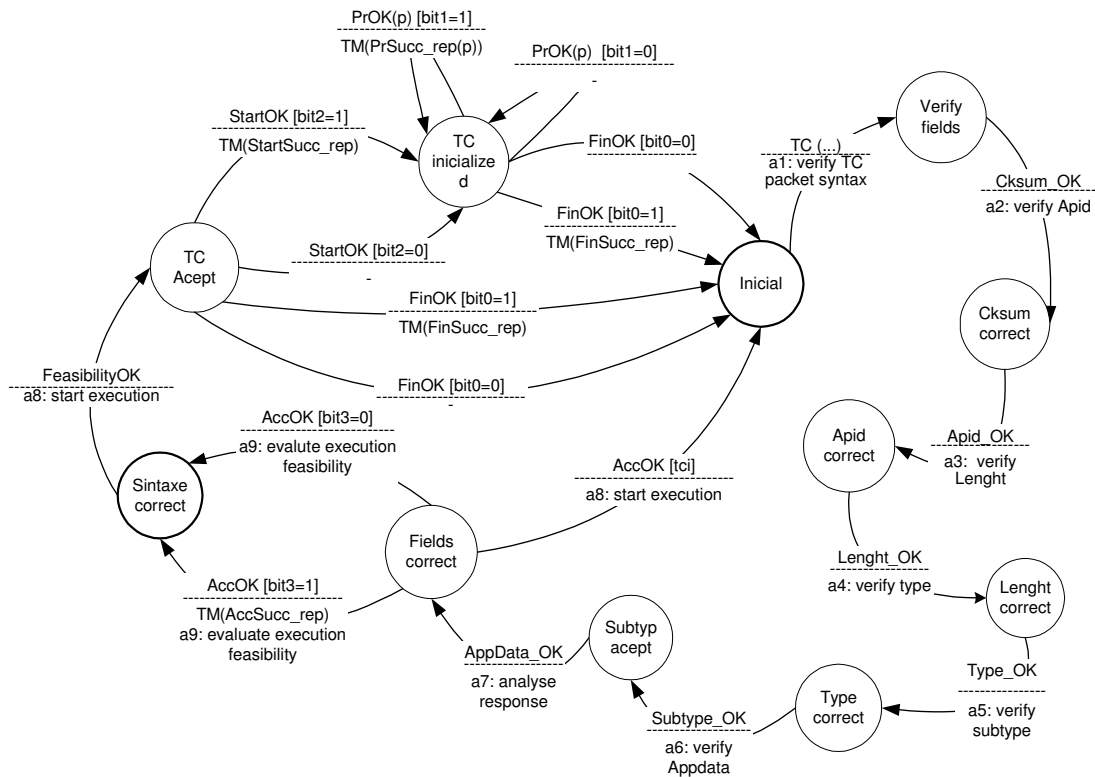 PrOK(p) [bit1=1]
TM(PrSucc_rep(p))
PrOK(p) [bit1=0]
-
StartOK [bit2=1]
TM(StartSucc_rep)
TC
inicialize
d
FinOK [bit0=0]
-
TC (...)
a1: verify TC
packet syntax
Verify
fields
Cksum_OK
a2: verify Apid
FinOK [bit0=1]
TM(FinSucc_rep)
StartOK [bit2=0]
-
TC
Acept
Inicial
FinOK [bit0=1]
TM(FinSucc_rep)
Cksum
correct
FeasibilityOK
a8: start execution
FinOK [bit0=0]
-
AccOK [bit3=0]
a9: evalute execution
feasibility
Apid
correct
Apid_OK
a3: verify
Lenght
AccOK [tci]
a8: start execution
Sintaxe
correct
Fields
correct
Lenght_OK
a4: verify type
Lenght
correct
AccOK [bit3=1]
TM(AccSucc_rep)
a9: evaluate execution
feasibility
Subtyp
acept
AppData_OK
a7: analyse
response
Type_OK
a5: verify
subtype
Type
correct
Subtype_OK
a6: verify
Appdata